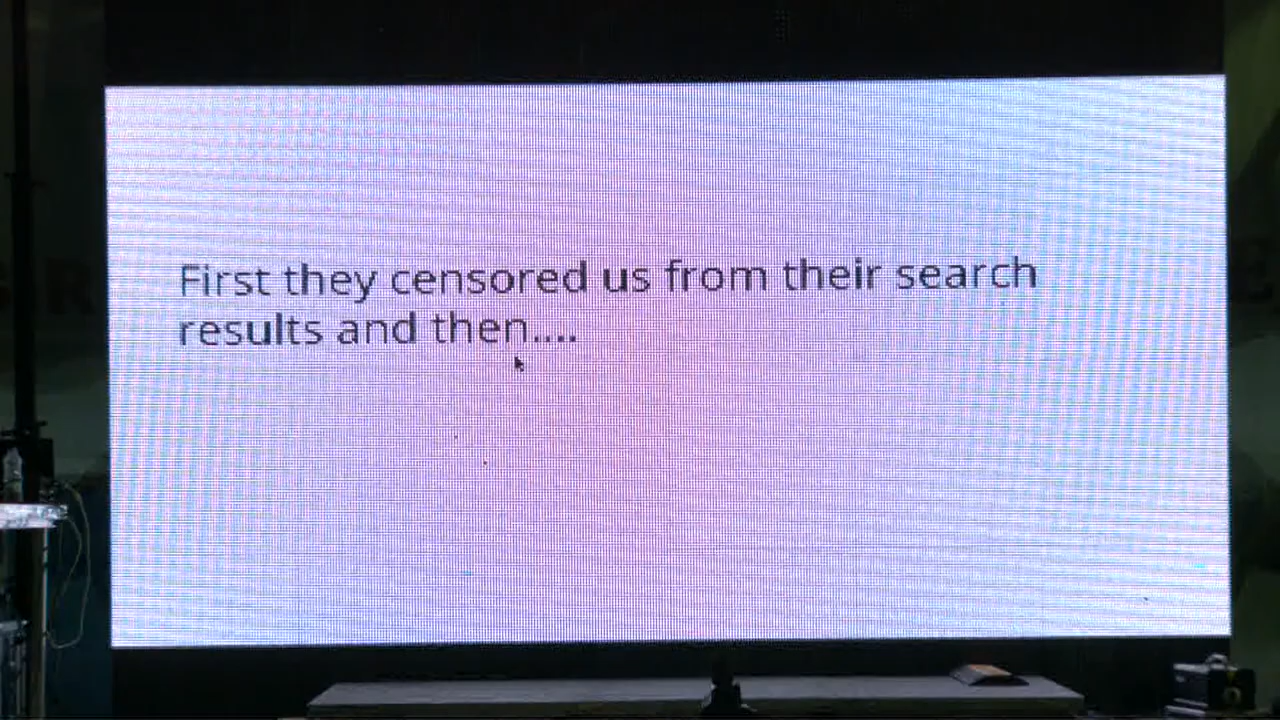 First they censored us from their search
results and then....